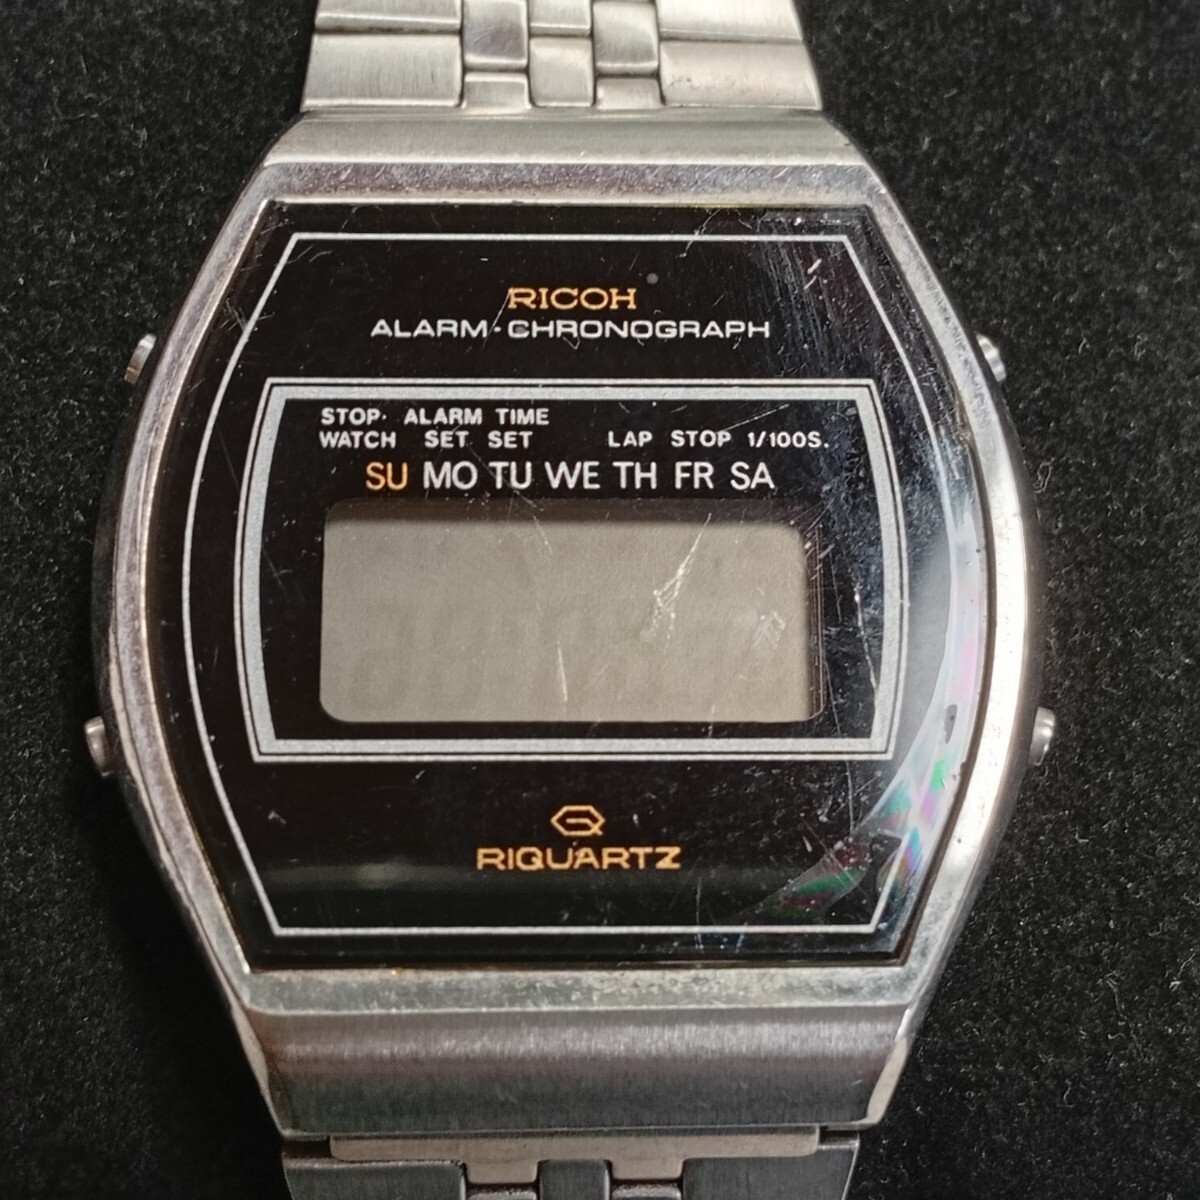 RICOH
ALARM·CHRONOGRAPH
STOP· ALARM TIME
WATCH SET SET LAP STOP 1/100S.
SU MO TU WE TH FR SA
RIQUARTZ